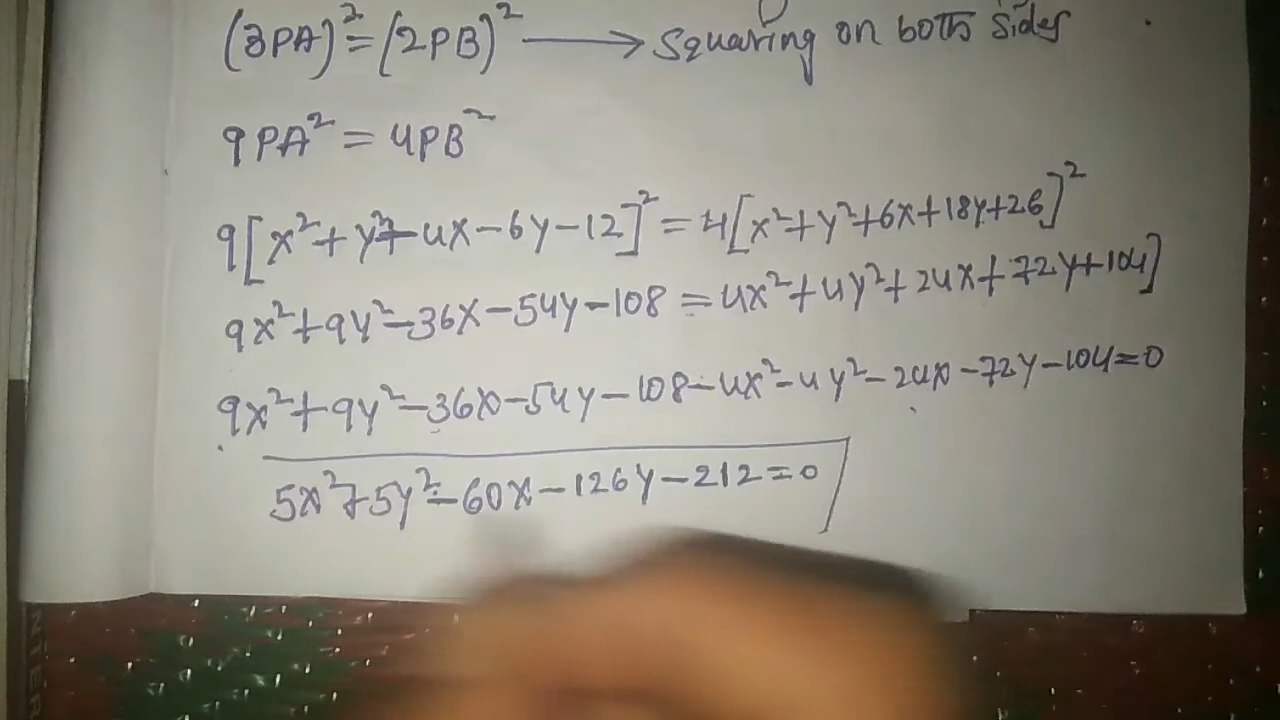 (3PA)² = (2PB)² ⟶ Squaring on both sides
9PA² = 4PB²
9[x²+y²-4x-6y-12]² = 4[x²+y²+6x+18y+26]²
9x²+9y²-36x-54y-108 = 4x²+4y²+24x+72y+104]
9x²+9y²-36x-54y-108-4x²-4y²-24x-72y-104=0
5x²+5y²-60x-126y-212=0